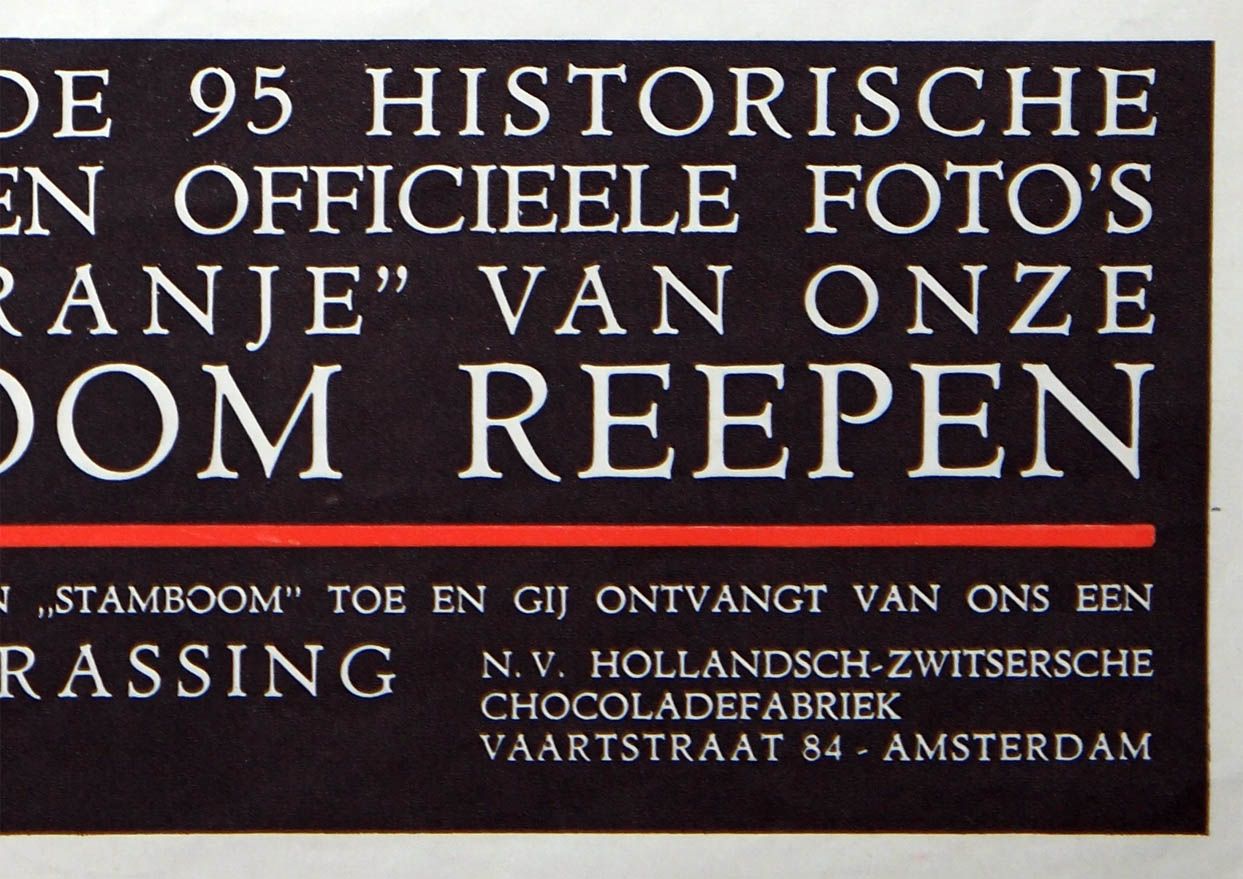 DE 95 HISTORISCHE
EN OFFICIEELE FOTO'S
RANJE” VAN ONZE
OOM REEPEN
N „STAMBOOM” TOE EN GIJ ONTVANGT VAN ONS EEN
RASSING
N.V. HOLLANDSCH-ZWITSERSCHE
CHOCOLADEFABRIEK
VAARTSTRAAT 84 - AMSTERDAM